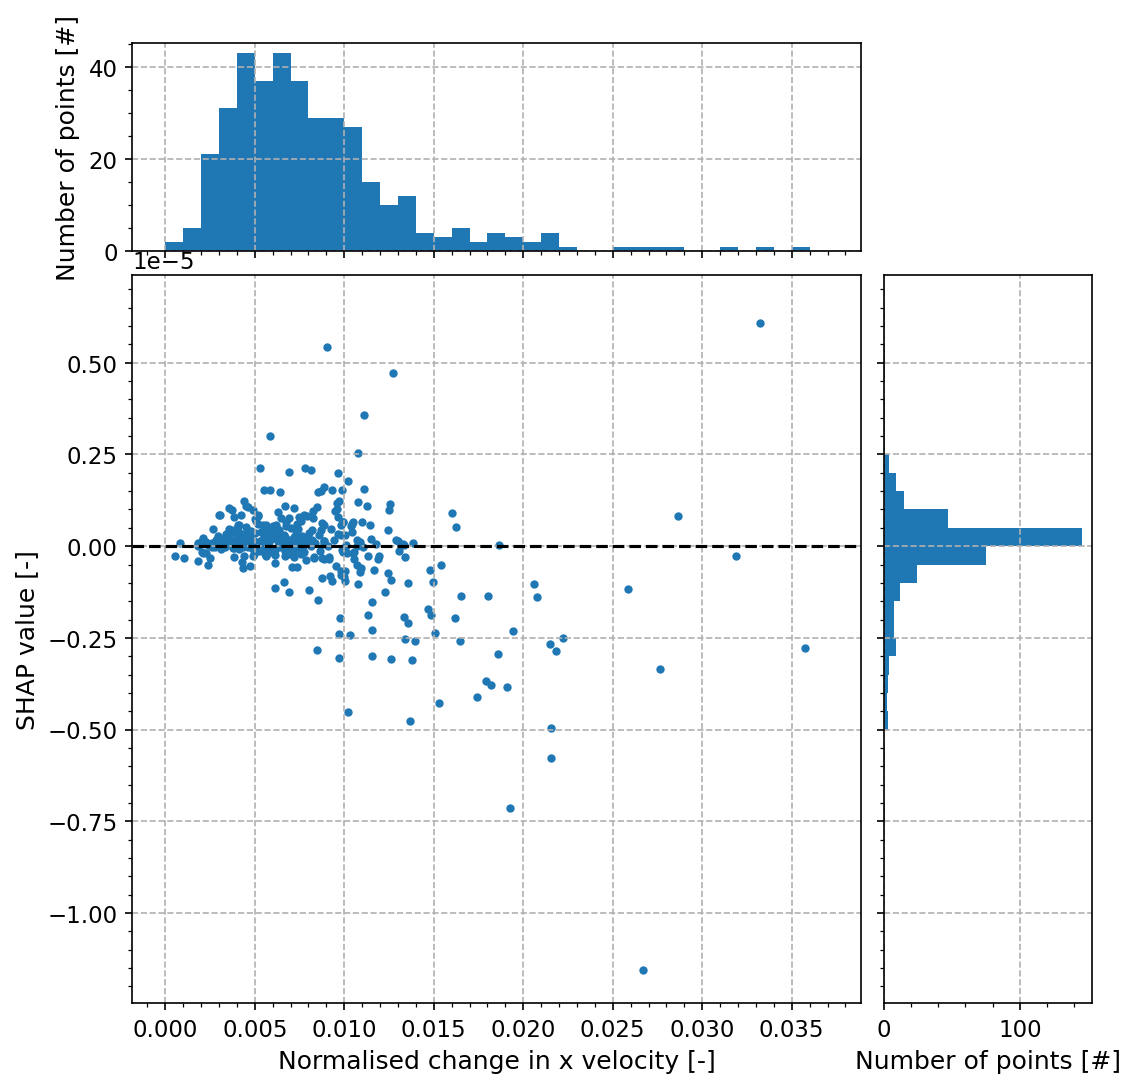 Number of points [#]
40
20
0
1e−5
SHAP value [-]
0.50
0.25
0.00
−0.25
−0.50
−0.75
−1.00
0.000 0.005 0.010 0.015 0.020 0.025 0.030 0.035
Normalised change in x velocity [-]
0 100
Number of points [#]